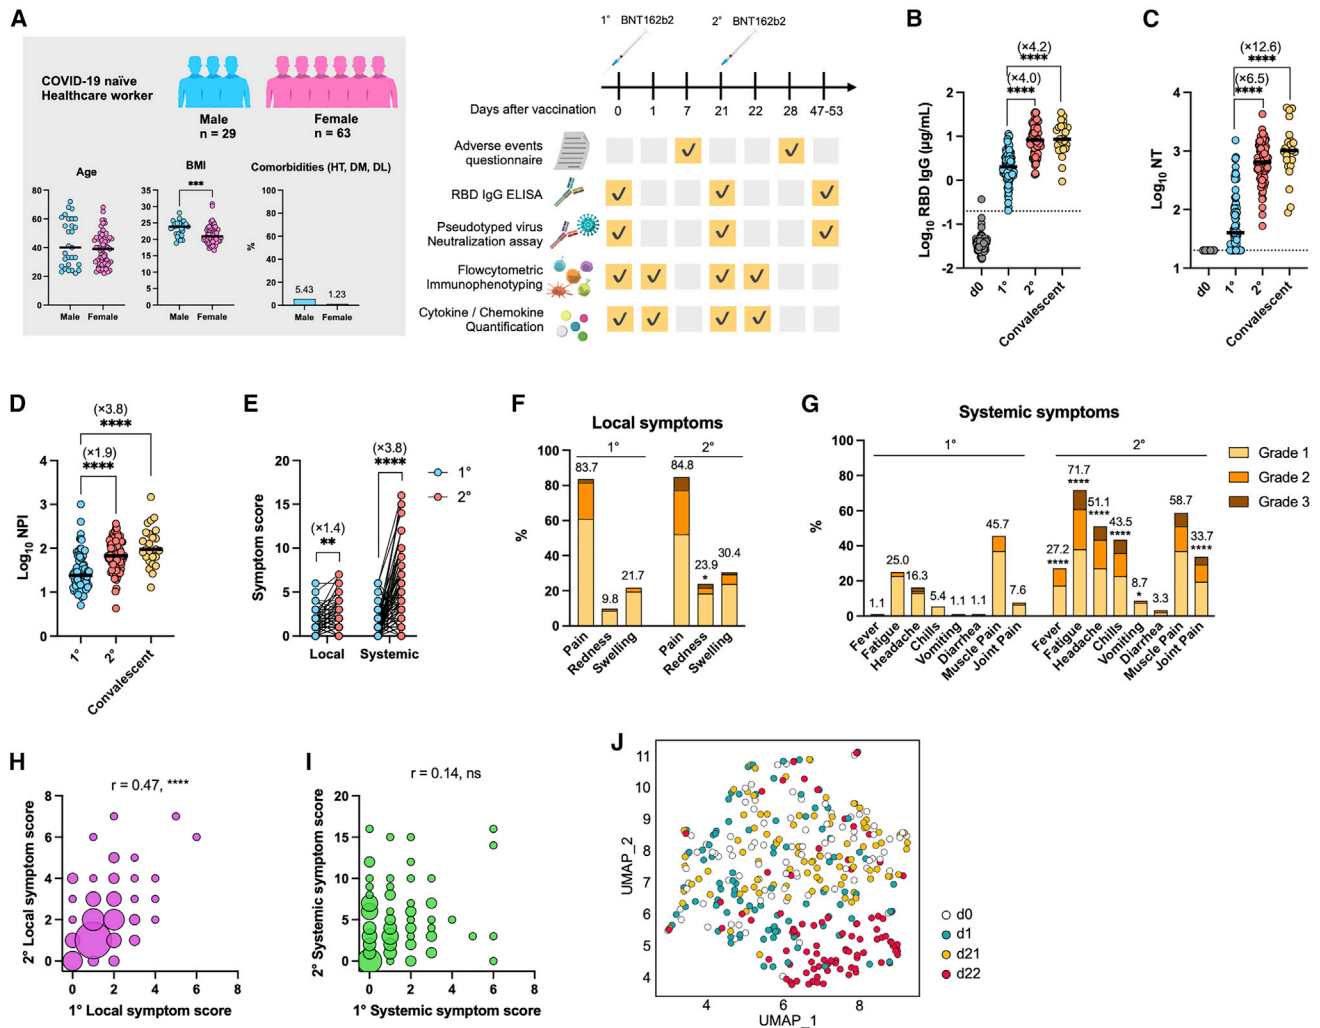 A
COVID-19 naïve
Healthcare worker
Male
n = 29
Female
n = 63
Age
80
60
40
20
0
Male Female
BMI
***
35
30
25
20
15
10
5
0
Male Female
Comorbidities (HT, DM, DL)
%
100
80
60
40
20
0
5.43
1.23
Male Female
1° BNT162b2
2° BNT162b2
Days after vaccination 0 1 7 21 22 28 47-53
Adverse events
questionnaire
RBD IgG ELISA
Pseudotyped virus
Neutralization assay
Flowcytometric
Immunophenotyping
Cytokine / Chemokine
Quantification
B
(×4.2)
****
(×4.0)
****
Log10 RBD IgG (μg/mL)
2
1
0
-1
-2
d0 1° 2° Convalescent
C
(×12.6)
****
(×6.5)
****
Log10 NT
4
3
2
1
d0 1° 2° Convalescent
D
(×3.8)
****
(×1.9)
****
Log10 NPI
4
3
2
1
0
1° 2° Convalescent
E
(×3.8)
****
(×1.4)
**
Symptom score
20
15
10
5
0
Local Systemic
1°
2°
F
Local symptoms
1° 2°
%
100
80
60
40
20
0
83.7 9.8 21.7 84.8 23.9 30.4
*
Pain Redness Swelling Pain Redness Swelling
G
Systemic symptoms
1° 2°
%
100
80
60
40
20
0
1.1 25.0 16.3 5.4 1.1 1.1 45.7 7.6
27.2 71.7 51.1 43.5 8.7 3.3 58.7 33.7
**** **** **** **** * ****
Fever Fatigue Headache Chills Vomiting Diarrhea Muscle Pain Joint Pain
Fever Fatigue Headache Chills Vomiting Diarrhea Muscle Pain Joint Pain
Grade 1
Grade 2
Grade 3
H
r = 0.47, ****
2° Local symptom score
8
6
4
2
0
0 2 4 6 8
1° Local symptom score
I
r = 0.14, ns
2° Systemic symptom score
20
15
10
5
0
0 2 4 6 8
1° Systemic symptom score
J
UMAP_2
11
10
9
8
7
6
5
4
4 6 8
UMAP_1
d0
d1
d21
d22